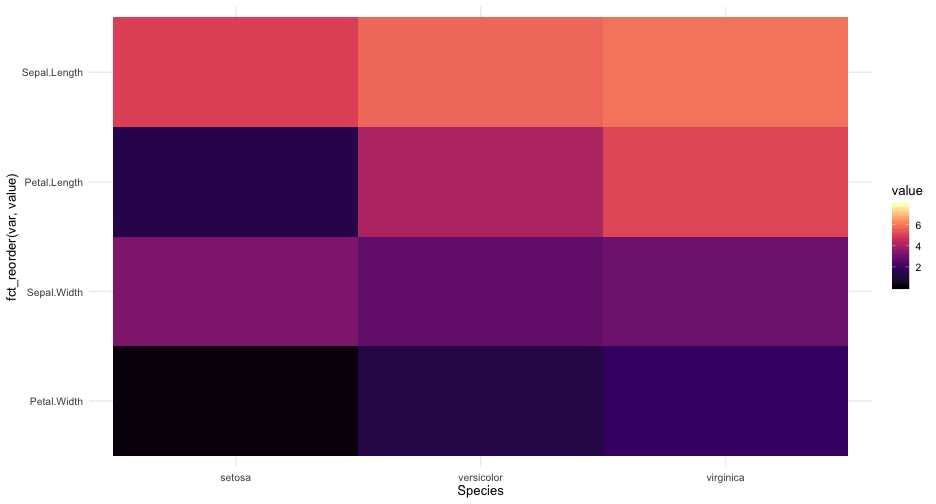 fct_reorder(var, value)
Sepal.Length
Petal.Length
Sepal.Width
Petal.Width
setosa
versicolor
virginica
Species
value
6
4
2